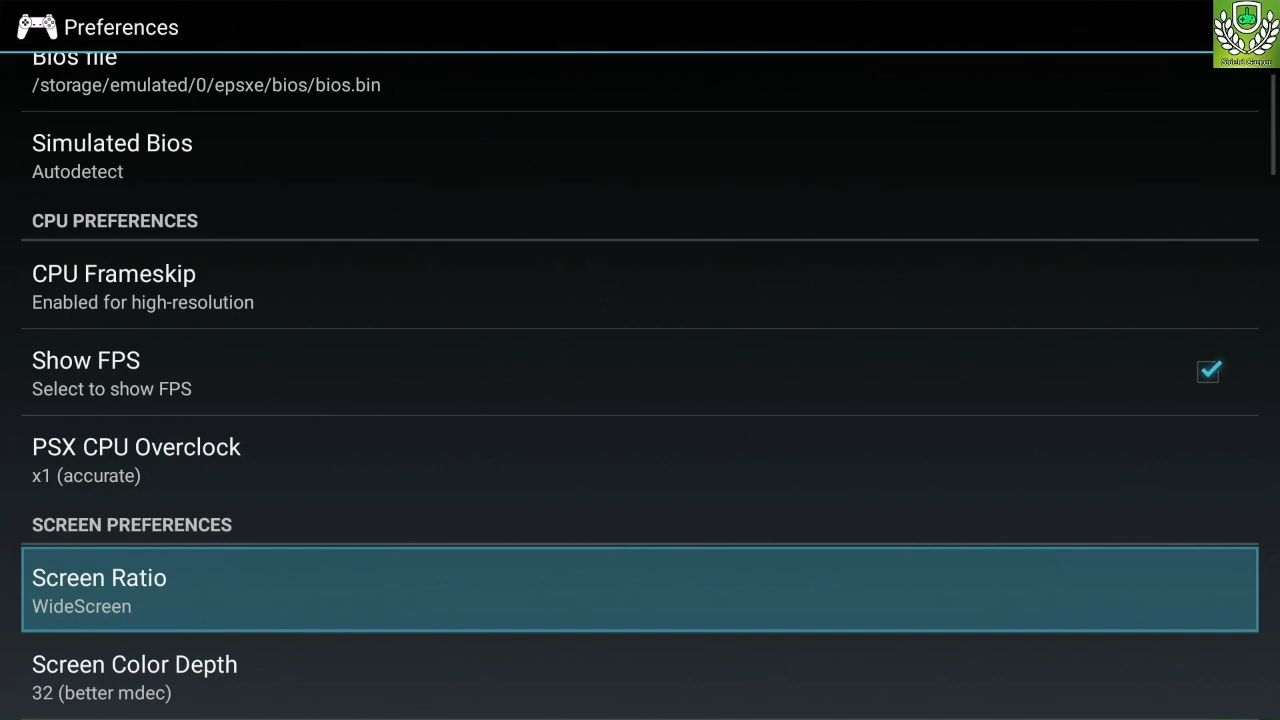 Preferences
Shield Gamer
Bios file
/storage/emulated/0/epsxe/bios/bios.bin
Simulated Bios
Autodetect
CPU PREFERENCES
CPU Frameskip
Enabled for high-resolution
Show FPS
Select to show FPS
PSX CPU Overclock
x1 (accurate)
SCREEN PREFERENCES
Screen Ratio
WideScreen
Screen Color Depth
32 (better mdec)